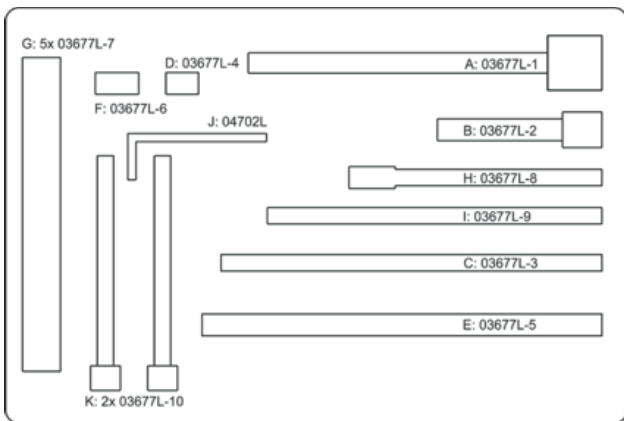 G: 5x 03677L-7
D: 03677L-4
A: 03677L-1
F: 03677L-6
J: 04702L
B: 03677L-2
H: 03677L-8
I: 03677L-9
C: 03677L-3
E: 03677L-5
K: 2x 03677L-10